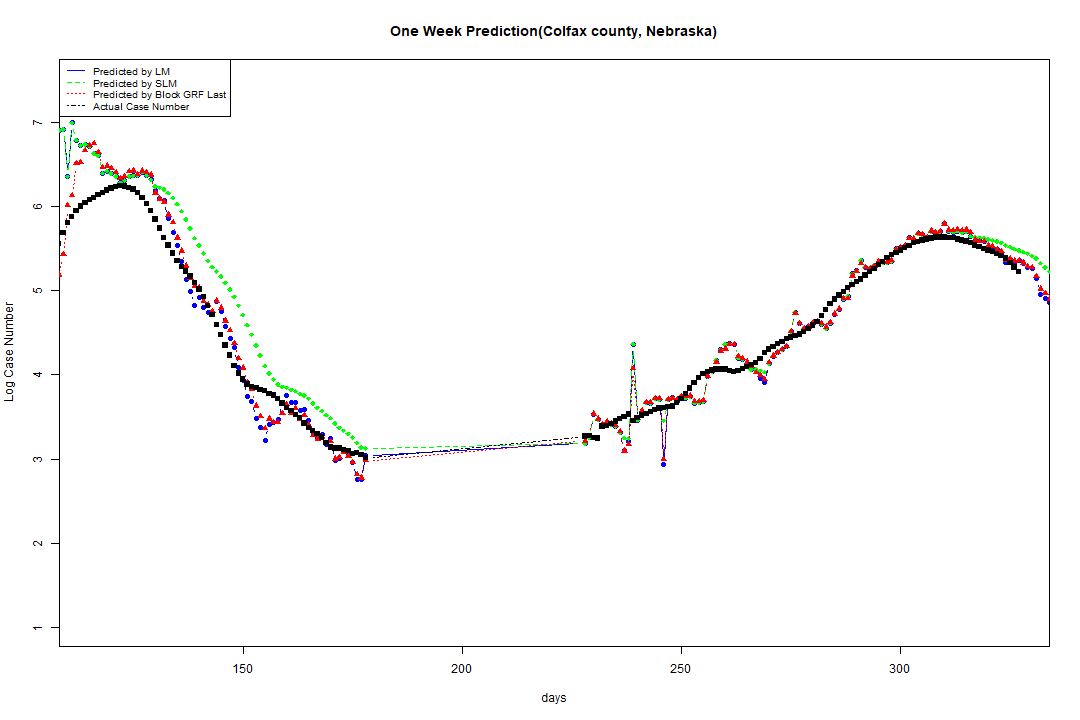 One Week Prediction(Colfax county, Nebraska)
Predicted by LM
Predicted by SLM
Predicted by Block GRF Last
Actual Case Number
7
6
5
4
3
2
1
Log Case Number
150 200 250 300
days